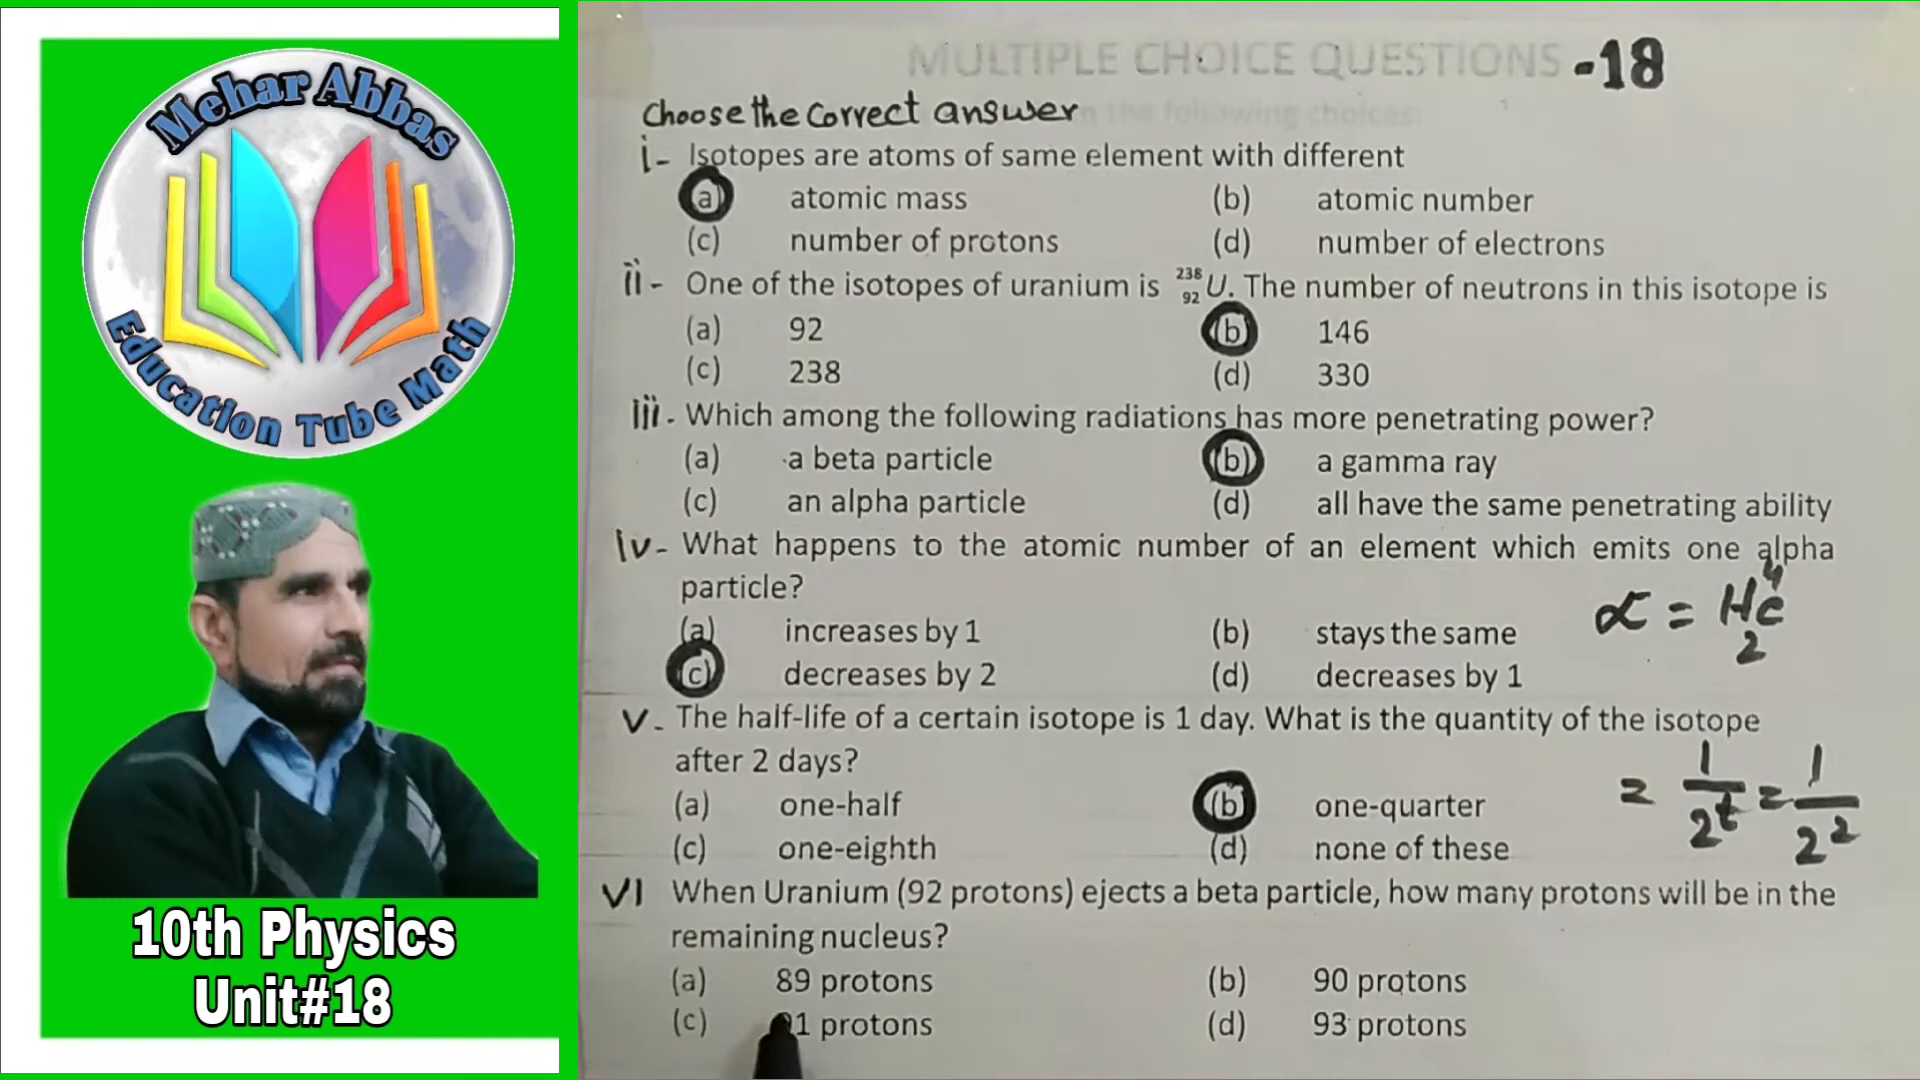 Mehar Abbas
Education Tube Math
10th Physics
Unit#18
MULTIPLE CHOICE QUESTIONS -18
Choose the Correct answer the following choices:
i- Isotopes are atoms of same element with different
(a) atomic mass (b) atomic number
(c) number of protons (d) number of electrons
ii- One of the isotopes of uranium is ²³⁸₉₂U. The number of neutrons in this isotope is
(a) 92 (b) 146
(c) 238 (d) 330
iii- Which among the following radiations has more penetrating power?
(a) a beta particle (b) a gamma ray
(c) an alpha particle (d) all have the same penetrating ability
iv- What happens to the atomic number of an element which emits one alpha
particle?
α = He⁴₂
(a) increases by 1 (b) stays the same
(c) decreases by 2 (d) decreases by 1
v- The half-life of a certain isotope is 1 day. What is the quantity of the isotope
after 2 days?
= 1/2ᵗ = 1/2²
(a) one-half (b) one-quarter
(c) one-eighth (d) none of these
VI When Uranium (92 protons) ejects a beta particle, how many protons will be in the
remaining nucleus?
(a) 89 protons (b) 90 protons
(c) 91 protons (d) 93 protons